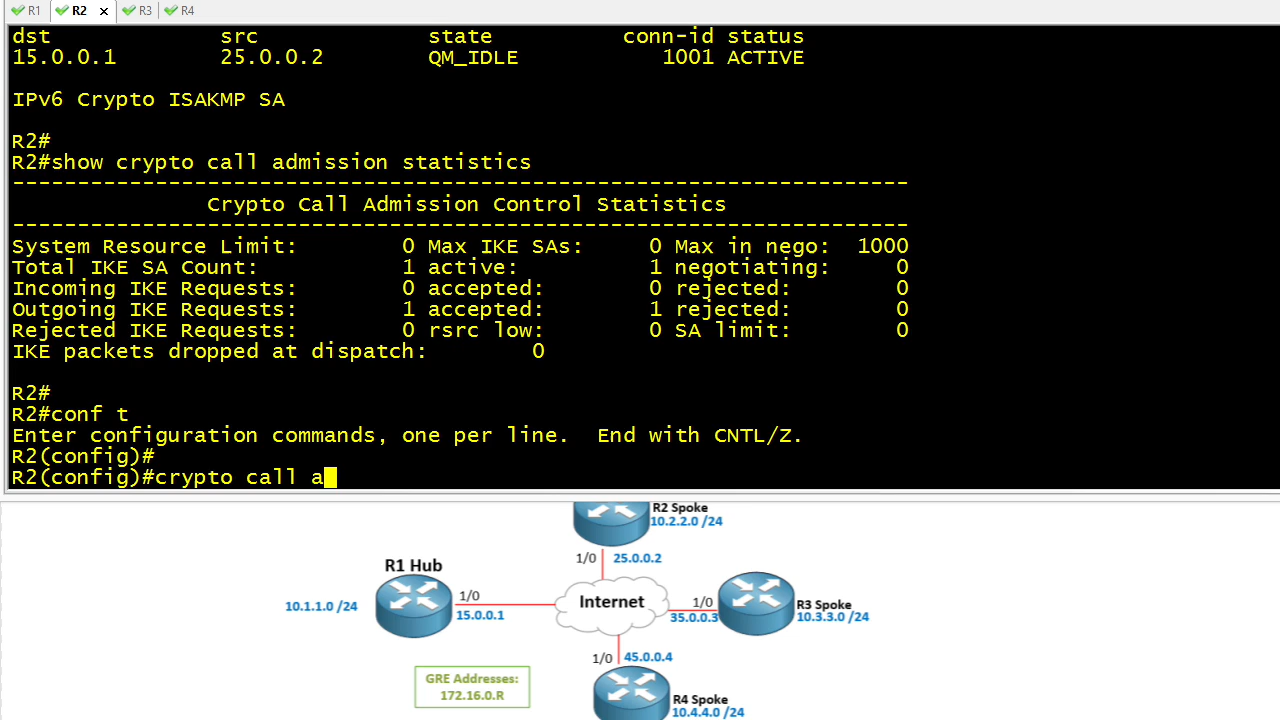 R1 R2 × R3 R4
dst src state conn-id status
15.0.0.1 25.0.0.2 QM_IDLE 1001 ACTIVE
IPv6 Crypto ISAKMP SA
R2#
R2#show crypto call admission statistics
---------------------------------------------------------------------
Crypto Call Admission Control Statistics
---------------------------------------------------------------------
System Resource Limit: 0 Max IKE SAs: 0 Max in nego: 1000
Total IKE SA Count: 1 active: 1 negotiating: 0
Incoming IKE Requests: 0 accepted: 0 rejected: 0
Outgoing IKE Requests: 1 accepted: 1 rejected: 0
Rejected IKE Requests: 0 rsrc low: 0 SA limit: 0
IKE packets dropped at dispatch: 0
R2#
R2#conf t
Enter configuration commands, one per line.  End with CNTL/Z.
R2(config)#
R2(config)#crypto call a
R2 Spoke
10.2.2.0 /24
1/0 25.0.0.2
R1 Hub
10.1.1.0 /24
1/0
15.0.0.1
Internet
1/0
35.0.0.3
R3 Spoke
10.3.3.0 /24
1/0 45.0.0.4
GRE Addresses:
172.16.0.R
R4 Spoke
10.4.4.0 /24